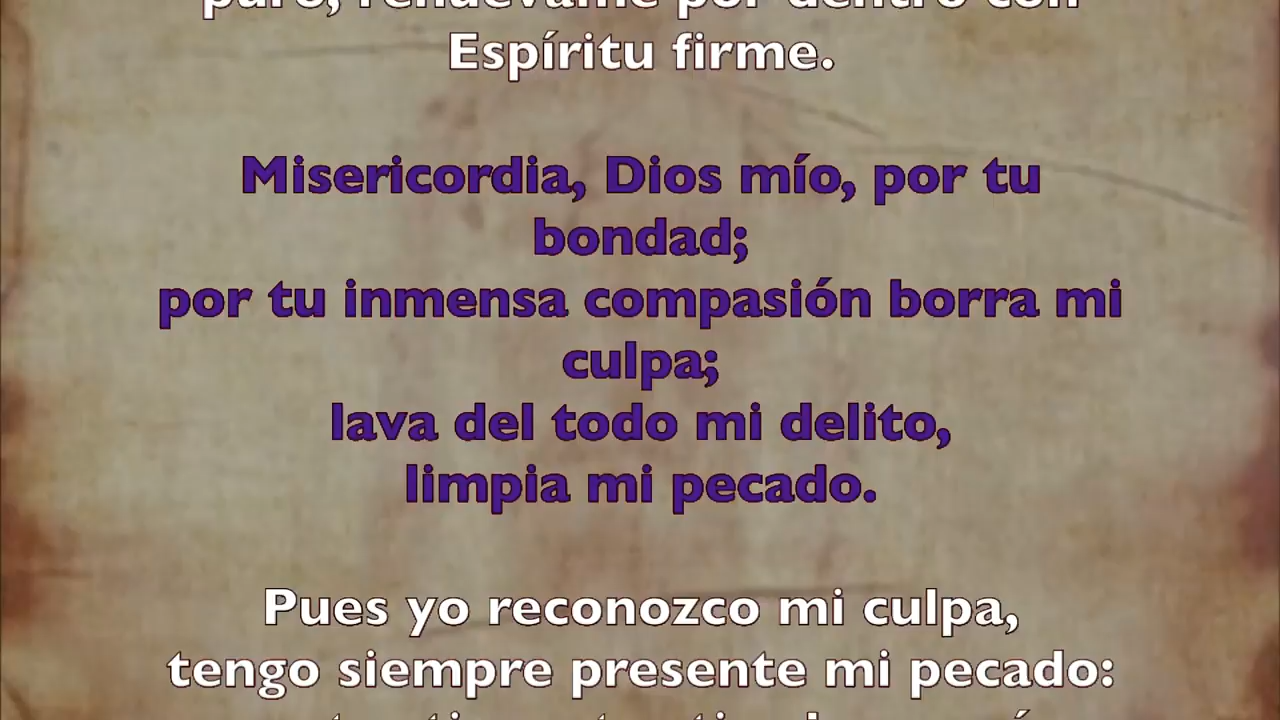 puro, renuévame por dentro con
Espíritu firme.
Misericordia, Dios mío, por tu
bondad;
por tu inmensa compasión borra mi
culpa;
lava del todo mi delito,
limpia mi pecado.
Pues yo reconozco mi culpa,
tengo siempre presente mi pecado: